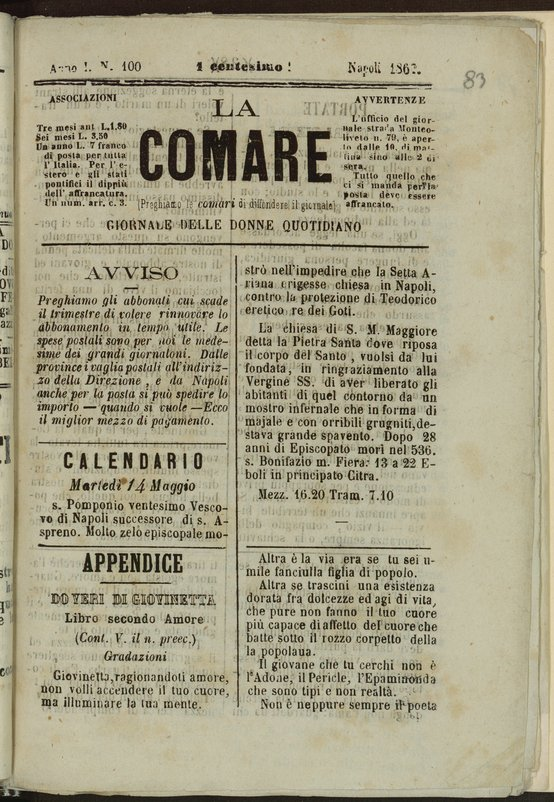 Anno I. N. 100
1 centesimo!
Napoli
83
ASSOCIAZIONI
Tre mesi ant. L.1,80
Sei mesi L. 3,50
Un anno L. 7 franco
di posta per tutta
l'Italia. Per l'e-
stero e gli stati
pontifici il dippiù
dell'affrancatura.
Un num. arr. c. 3.
LA
COMARE
(Preghiamo le comari di diffondere il giornale)
GIORNALE DELLE DONNE QUOTIDIANO
AVVERTENZE
L'ufficio del gior-
nale strada Monteo-
liveto n. 79, è aper-
to dalle 10, di mat-
tina sino alle 2 di
sera.
Tutto quello che
ci si manda per la
posta deve essere
affrancato.
AVVISO
Preghiamo gli abbonati cui scade
il trimestre di volere rinnovare lo
abbonamento in tempo utile. Le
spese postali sono per noi le mede-
sime dei grandi giornaloni. Dalle
province i vaglia postali all'indiriz-
zo della Direzione, e da Napoli
anche per la posta si può spedire lo
importo — quando si vuole — Ecco
il miglior mezzo di pagamento.
CALENDARIO
Martedì 14 Maggio
s. Pomponio ventesimo Vesco-
vo di Napoli successore di s. A-
spreno. Molto zelo episcopale mo-
strò nell'impedire che la Setta A-
riana erigesse chiesa in Napoli,
contro la protezione di Teodorico
eretico re dei Goti.
La chiesa di S. M. Maggiore
detta la Pietra Santa dove riposa
il corpo del Santo, vuolsi da lui
fondata, in ringraziamento alla
Vergine SS. di aver liberato gli
abitanti di quel contorno da un
mostro infernale che in forma di
majale e con orribili grugniti, de-
stava grande spavento. Dopo 28
anni di Episcopato morì nel 536.
s. Bonifazio m. Fiera: 13 a 22 E-
boli in principato Citra.
Mezz. 16.20 Tram. 7.10
APPENDICE
DOVERI DI GIOVINETTA
Libro secondo Amore
(Cont. V. il n. preec.)
Gradazioni
Giovinetta, ragionandoti amore,
non volli accendere il tuo cuore,
ma illuminare la tua mente.
Altra è la via era se tu sei u-
mile fanciulla figlia di popolo.
Altra se trascini una esistenza
dorata fra dolcezze ed agi di vita,
che pure non fanno il tuo cuore
più capace di affetto del cuore che
batte sotto il rozzo corpetto della
la popolana.
Il giovane che tu cerchi non è
l'Adone, il Pericle, l'Epaminonda
che sono tipi e non realtà.
Non è neppure sempre il poeta